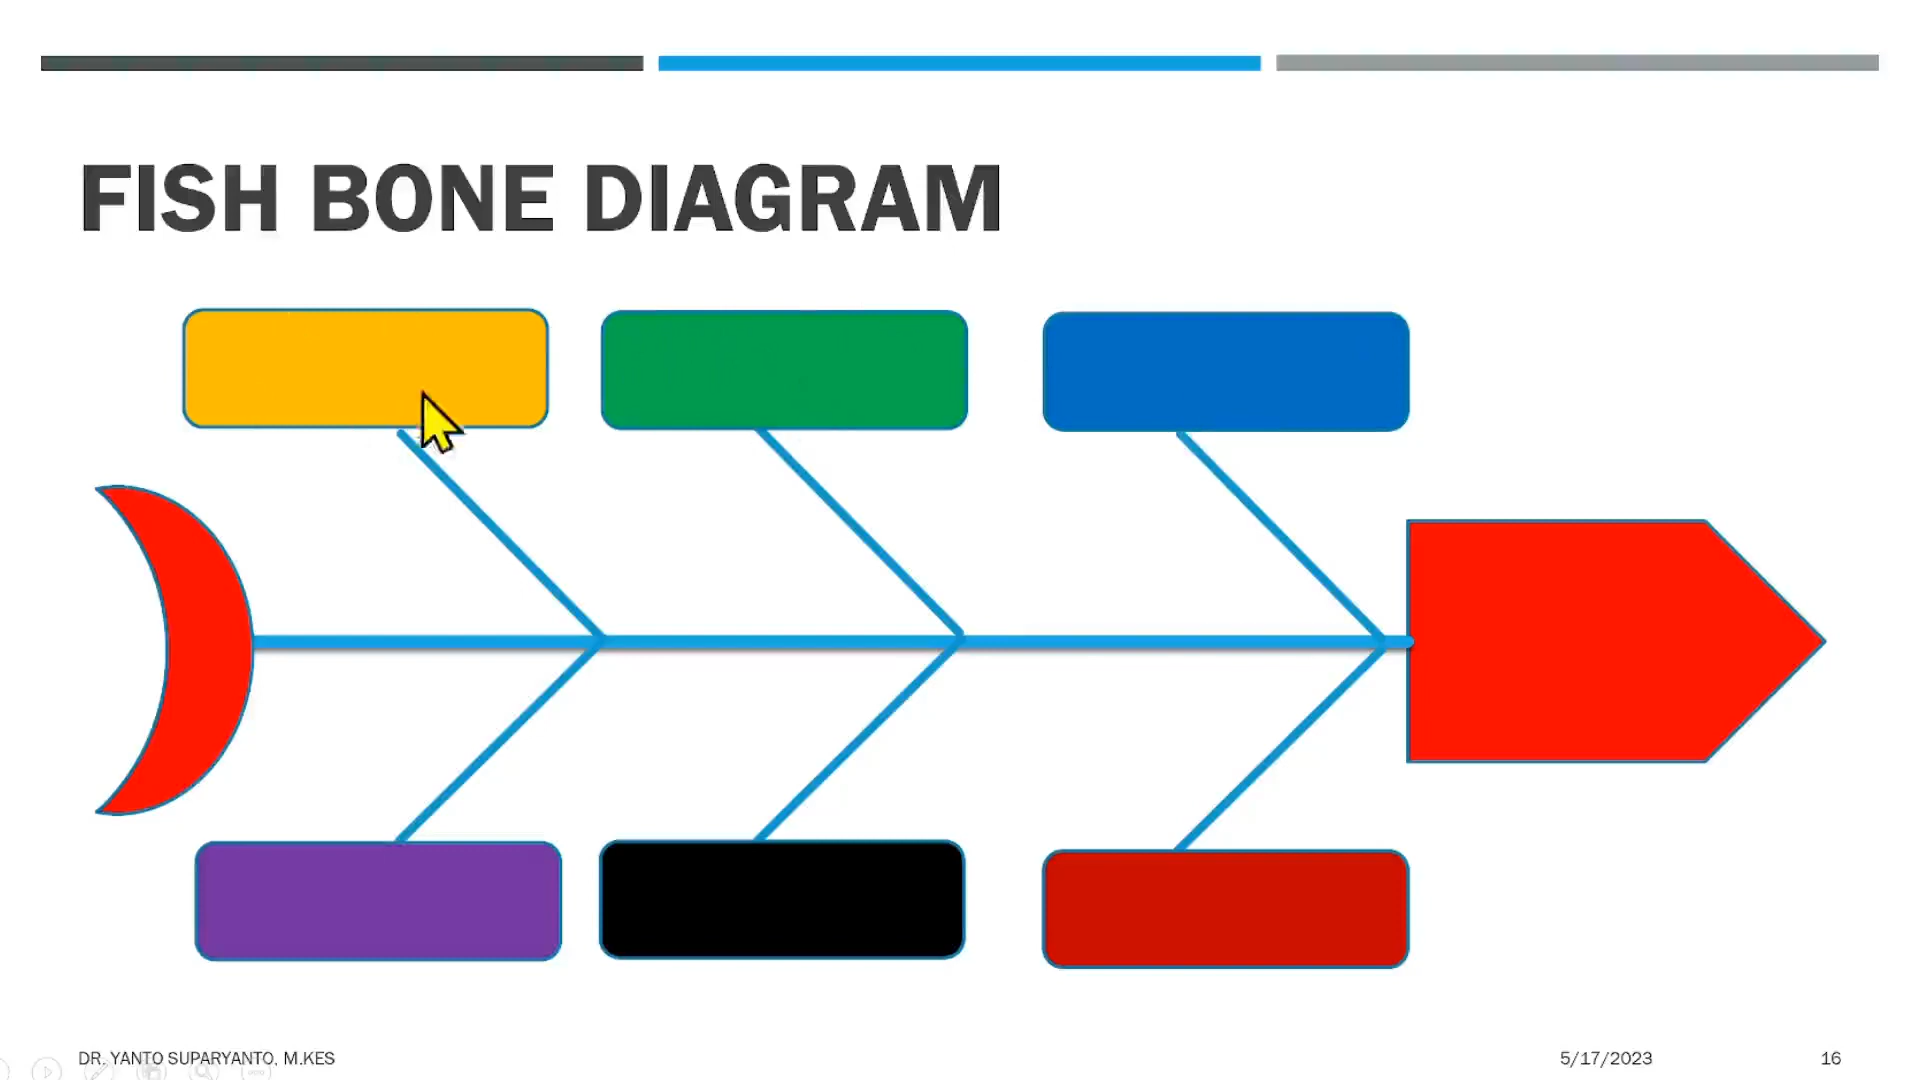 FISH BONE DIAGRAM
DR. YANTO SUPARYANTO, M.KES
5/17/2023
16